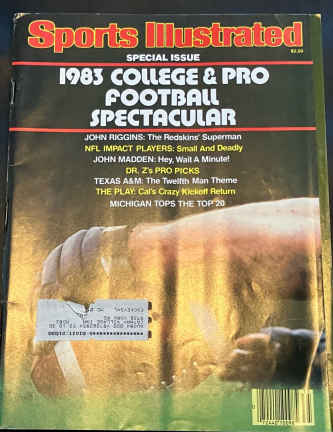 Sports Illustrated
$2.50
SPECIAL ISSUE
1983 COLLEGE & PRO
FOOTBALL
SPECTACULAR
JOHN RIGGINS: The Redskins' Superman
NFL IMPACT PLAYERS: Small And Deadly
JOHN MADDEN: Hey, Wait A Minute!
DR. Z's PRO PICKS
TEXAS A&M: The Twelfth Man Theme
THE PLAY: Cal's Crazy Kickoff Return
MICHIGAN TOPS THE TOP 20